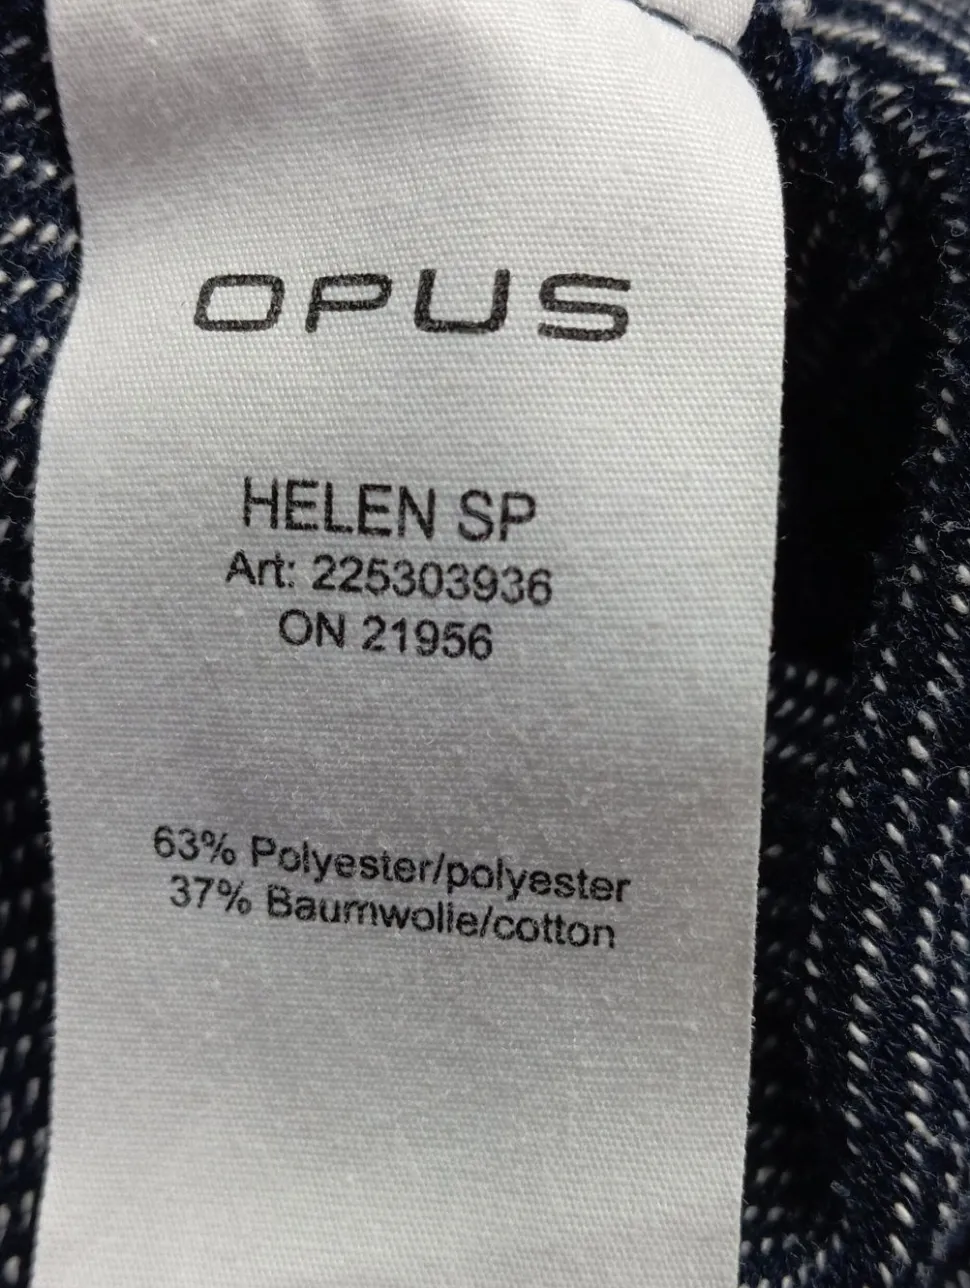 OPUS
HELEN SP
Art: 225303936
ON 21956
63% Polyester/polyester
37% Baumwolle/cotton